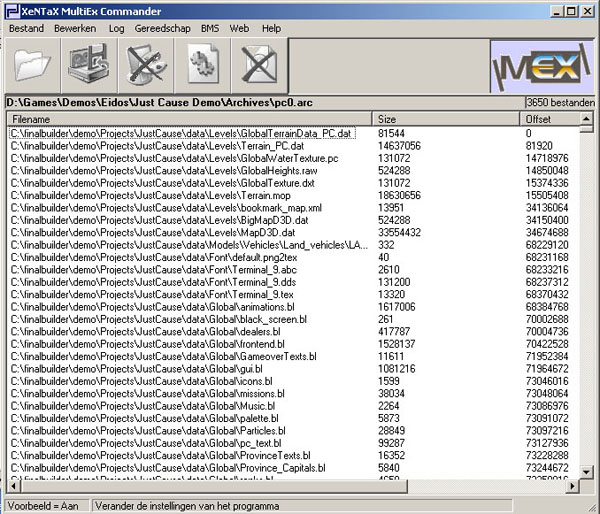 XeNTaX MultiEx Commander
Bestand Bewerken Log Gereedschap BMS Web Help
MEX
D:\Games\Demos\Eidos\Just Cause Demo\Archives\pc0.arc 3650 bestanden
Filename Size Offset
C:\finalbuilder\demo\Projects\JustCause\data\Levels\GlobalTerrainData_PC.dat 81544 0
C:\finalbuilder\demo\Projects\JustCause\data\Levels\Terrain_PC.dat 14637056 81920
C:\finalbuilder\demo\Projects\JustCause\data\Levels\GlobalWaterTexture.pc 131072 14718976
C:\finalbuilder\demo\Projects\JustCause\data\Levels\GlobalHeights.raw 524288 14850048
C:\finalbuilder\demo\Projects\JustCause\data\Levels\GlobalTexture.dxt 131072 15374336
C:\finalbuilder\demo\Projects\JustCause\data\Levels\Terrain.mop 18630656 15505408
C:\finalbuilder\demo\Projects\JustCause\data\Levels\bookmark_map.xml 13951 34136064
C:\finalbuilder\demo\Projects\JustCause\data\Levels\BigMapD3D.dat 524288 34150400
C:\finalbuilder\demo\Projects\JustCause\data\Levels\MapD3D.dat 33554432 34674688
C:\finalbuilder\demo\Projects\JustCause\data\Models\Vehicles\Land_vehicles\LA... 332 68229120
C:\finalbuilder\demo\Projects\JustCause\data\Font\default.png2tex 40 68231168
C:\finalbuilder\demo\Projects\JustCause\data\Font\Terminal_9.abc 2610 68233216
C:\finalbuilder\demo\Projects\JustCause\data\Font\Terminal_9.dds 131200 68237312
C:\finalbuilder\demo\Projects\JustCause\data\Font\Terminal_9.tex 13320 68370432
C:\finalbuilder\demo\Projects\JustCause\data\Global\animations.bl 1617006 68384768
C:\finalbuilder\demo\Projects\JustCause\data\Global\black_screen.bl 261 70002688
C:\finalbuilder\demo\Projects\JustCause\data\Global\dealers.bl 417787 70004736
C:\finalbuilder\demo\Projects\JustCause\data\Global\frontend.bl 1528137 70422528
C:\finalbuilder\demo\Projects\JustCause\data\Global\GameoverTexts.bl 11611 71952384
C:\finalbuilder\demo\Projects\JustCause\data\Global\gui.bl 1081216 71964672
C:\finalbuilder\demo\Projects\JustCause\data\Global\icons.bl 1599 73046016
C:\finalbuilder\demo\Projects\JustCause\data\Global\missions.bl 38034 73048064
C:\finalbuilder\demo\Projects\JustCause\data\Global\Music.bl 2264 73086976
C:\finalbuilder\demo\Projects\JustCause\data\Global\palette.bl 5873 73091072
C:\finalbuilder\demo\Projects\JustCause\data\Global\Particles.bl 28849 73097216
C:\finalbuilder\demo\Projects\JustCause\data\Global\pc_text.bl 99287 73127936
C:\finalbuilder\demo\Projects\JustCause\data\Global\ProvinceTexts.bl 16352 73228288
C:\finalbuilder\demo\Projects\JustCause\data\Global\Province_Capitals.bl 5840 73244672
Voorbeeld = Aan Verander de instellingen van het programma